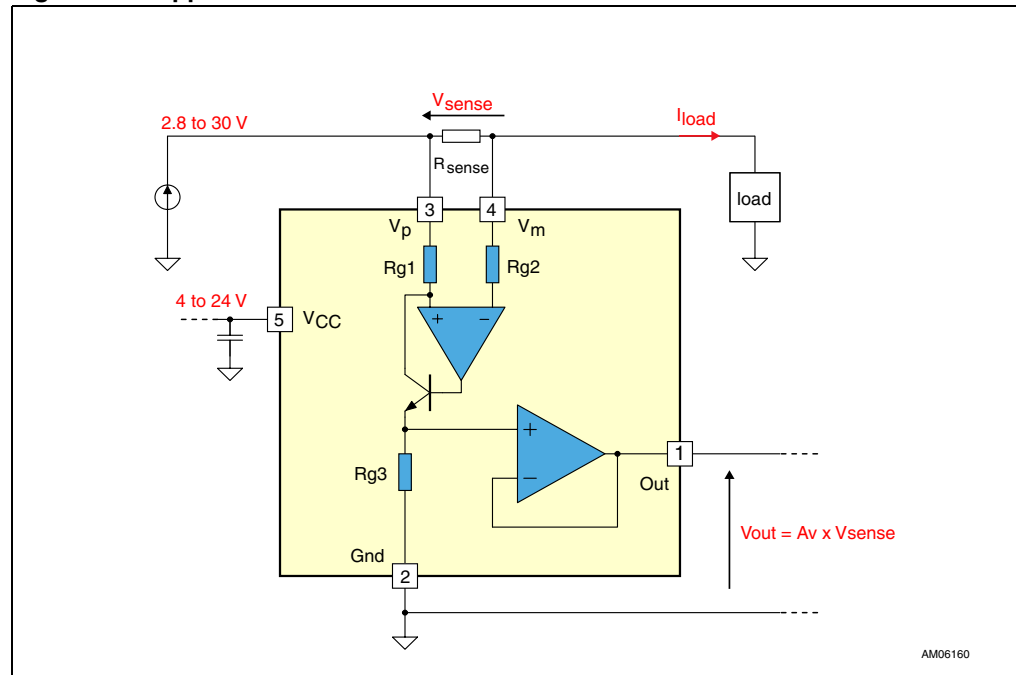 Vsense
Iload
2.8 to 30 V
Rsense
load
3
4
Vp
Vm
Rg1
Rg2
4 to 24 V
5
VCC
+
−
+
−
1
Rg3
Out
Vout = Av x Vsense
Gnd
2
AM06160